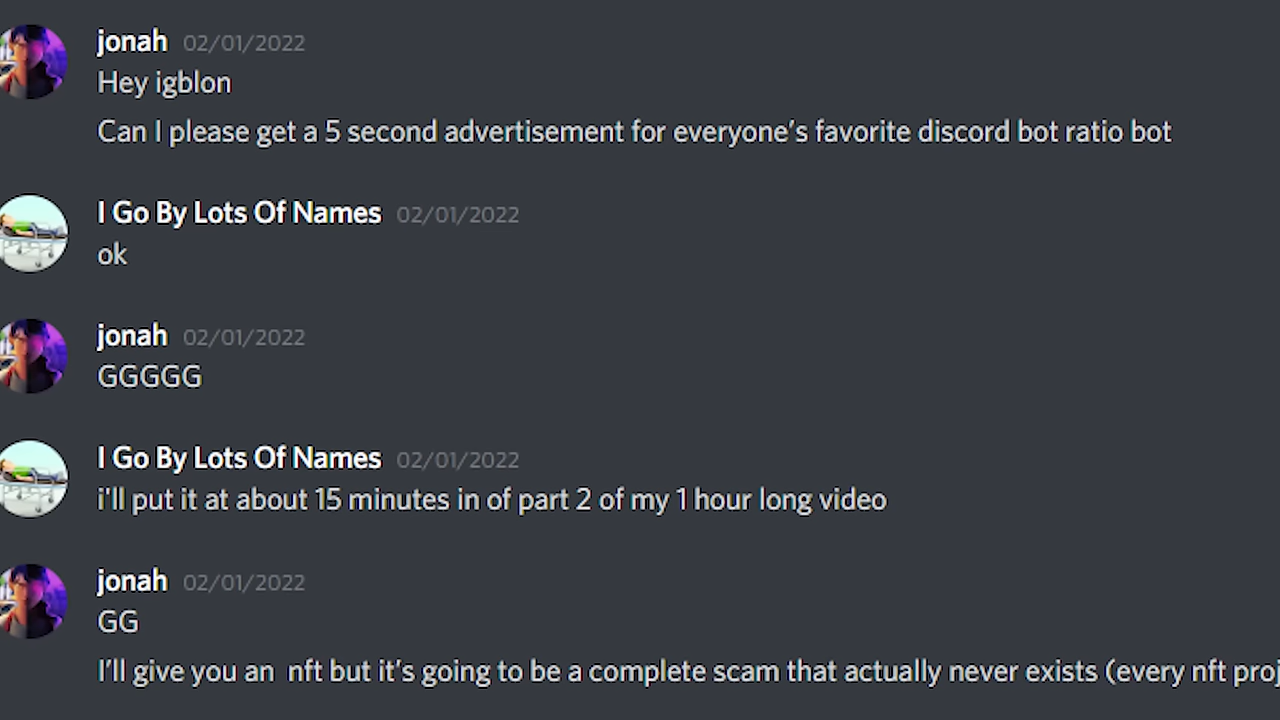 jonah 02/01/2022
Hey igblon
Can I please get a 5 second advertisement for everyone's favorite discord bot ratio bot
I Go By Lots Of Names 02/01/2022
ok
jonah 02/01/2022
GGGGG
I Go By Lots Of Names 02/01/2022
i'll put it at about 15 minutes in of part 2 of my 1 hour long video
jonah 02/01/2022
GG
I'll give you an  nft but it's going to be a complete scam that actually never exists (every nft proj